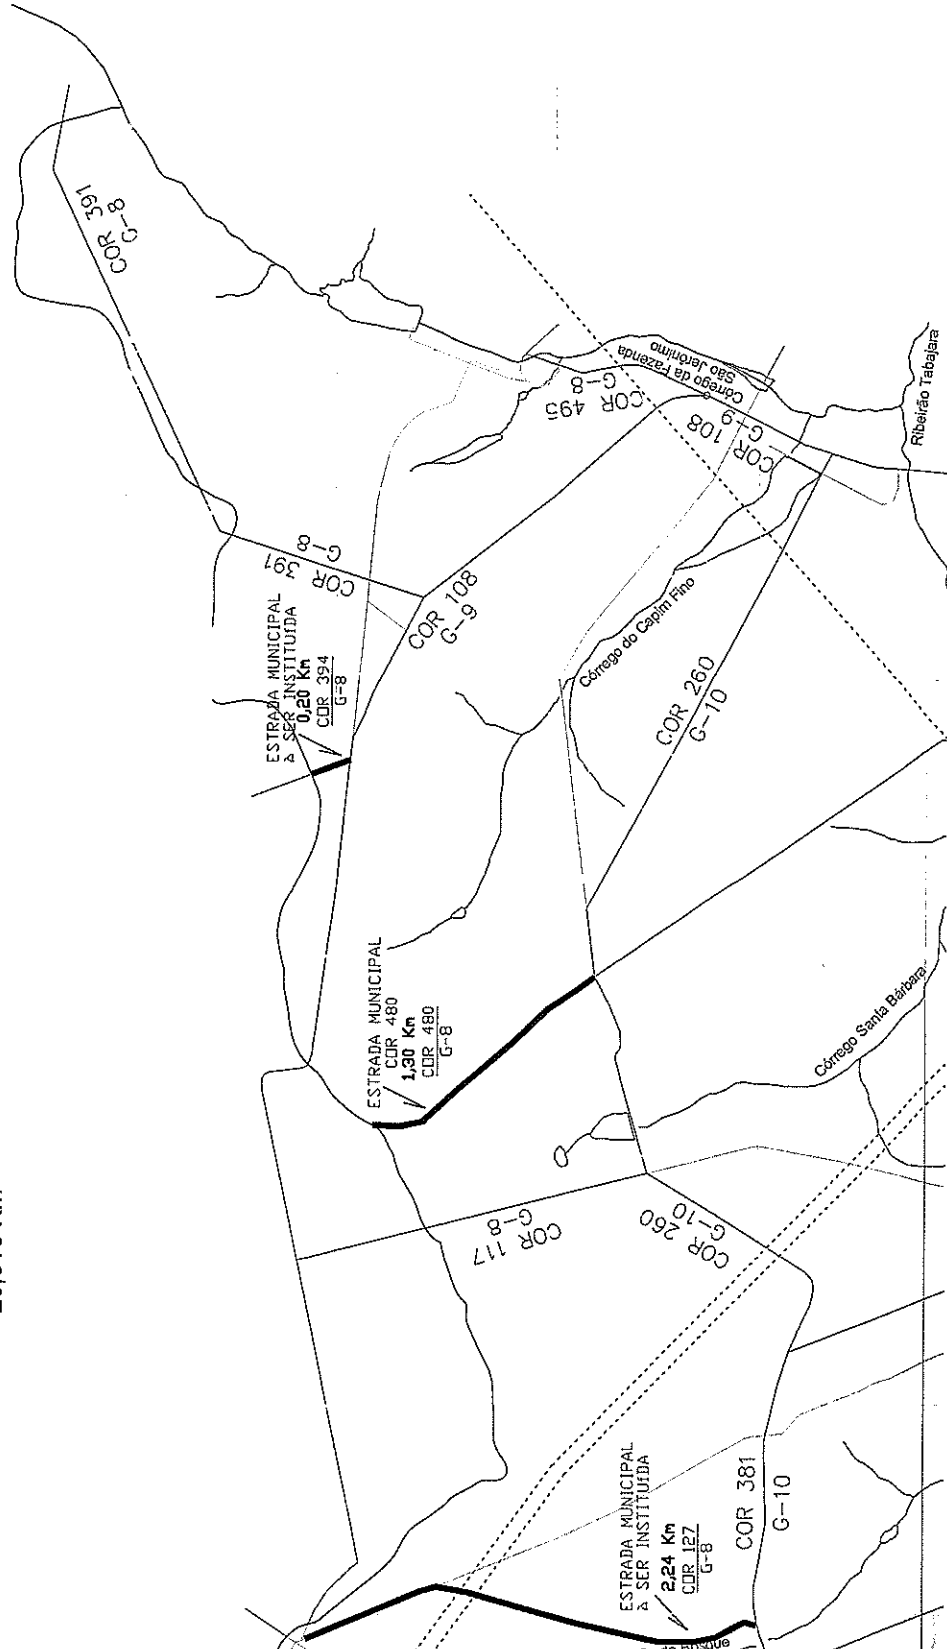 COR 391
G-8
COR 391
G-8
ESTRADA MUNICIPAL
A SER INSTITUÍDA
0,20 Km
COR 394
G-8
COR 108
G-9
COR 495
G-8
Córrego da Fazenda
São Jerônimo
COR 108
G-9
Ribeirão Tabajara
Córrego do Capim Fino
COR 260
G-10
ESTRADA MUNICIPAL
COR 480
1,30 Km
COR 480
G-8
Córrego Santa Bárbara
COR 117
G-8
COR 260
G-10
ESTRADA MUNICIPAL
A SER INSTITUÍDA
2,24 Km
COR 127
G-8
COR 381
G-10